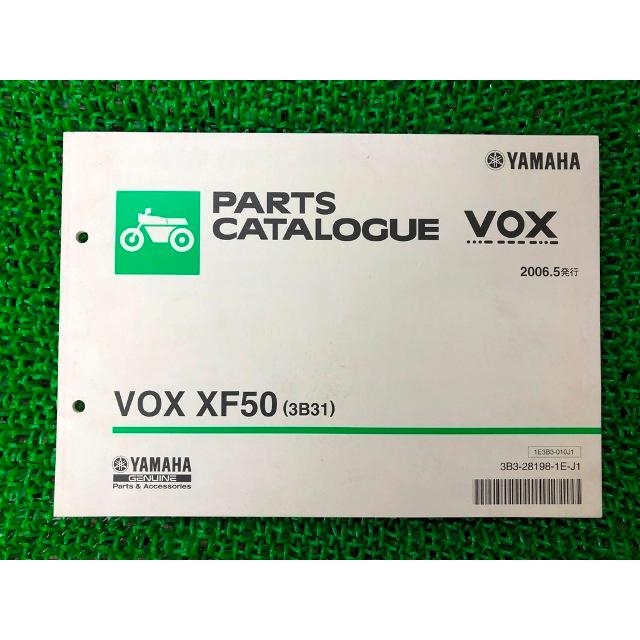 YAMAHA
PARTS
CATALOGUE
VOX
2006.5発行
VOX XF50 (3B31)
YAMAHA
GENUINE
Parts & Accessories
1E3B3-010J1
3B3-28198-1E-J1